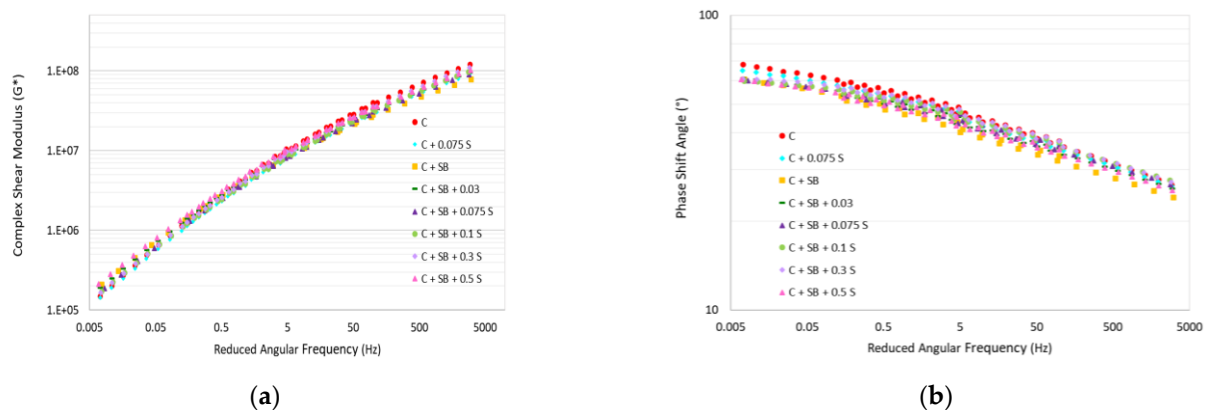 Complex Shear Modulus (G*)
1.E+08
1.E+07
1.E+06
1.E+05
0.005 0.05 0.5 5 50 500 5000
Reduced Angular Frequency (Hz)
C
C + 0.075 S
C + SB
C + SB + 0.03
C + SB + 0.075 S
C + SB + 0.1 S
C + SB + 0.3 S
C + SB + 0.5 S
(a)
Phase Shift Angle (°)
100
10
0.005 0.05 0.5 5 50 500 5000
Reduced Angular Frequency (Hz)
C
C + 0.075 S
C + SB
C + SB + 0.03
C + SB + 0.075 S
C + SB + 0.1 S
C + SB + 0.3 S
C + SB + 0.5 S
(b)